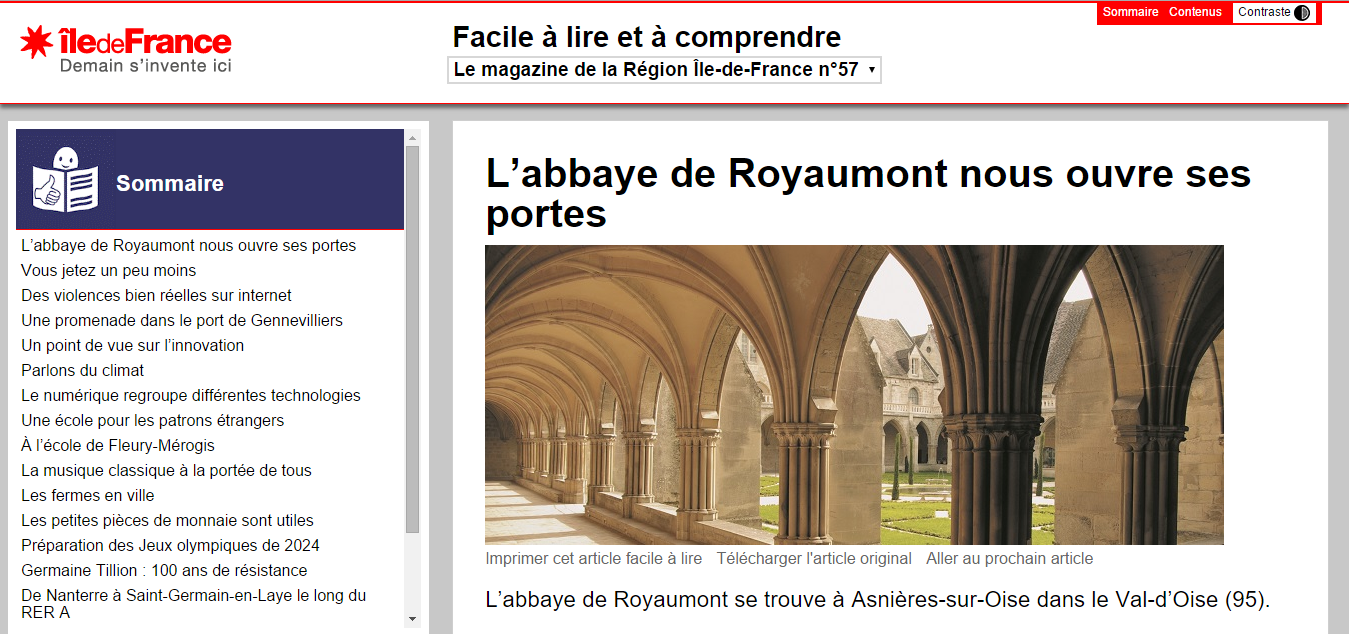 Sommaire Contenus Contraste
îledeFrance
Demain s’invente ici
Facile à lire et à comprendre
Le magazine de la Région Île-de-France n°57
Sommaire
L’abbaye de Royaumont nous ouvre ses portes
Vous jetez un peu moins
Des violences bien réelles sur internet
Une promenade dans le port de Gennevilliers
Un point de vue sur l’innovation
Parlons du climat
Le numérique regroupe différentes technologies
Une école pour les patrons étrangers
À l’école de Fleury-Mérogis
La musique classique à la portée de tous
Les fermes en ville
Les petites pièces de monnaie sont utiles
Préparation des Jeux olympiques de 2024
Germaine Tillion : 100 ans de résistance
De Nanterre à Saint-Germain-en-Laye le long du
RER A
L’abbaye de Royaumont nous ouvre ses
portes
Imprimer cet article facile à lire Télécharger l'article original Aller au prochain article
L’abbaye de Royaumont se trouve à Asnières-sur-Oise dans le Val-d’Oise (95).